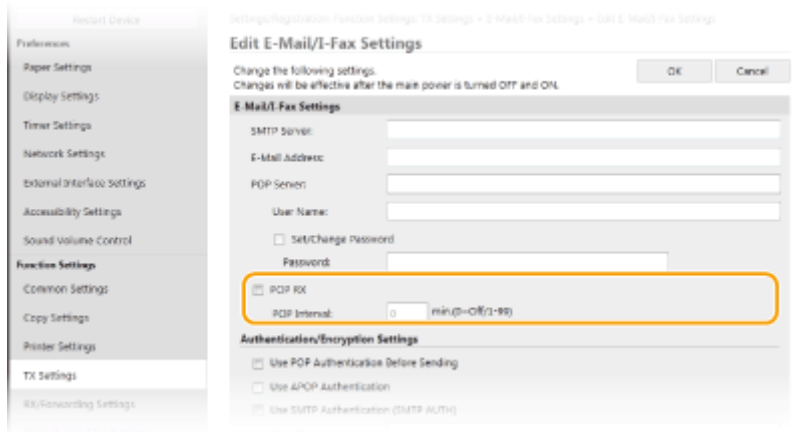 Restart Device
Preferences
Paper Settings
Display Settings
Timer Settings
Network Settings
External Interface Settings
Accessibility Settings
Sound Volume Control
Function Settings
Common Settings
Copy Settings
Printer Settings
TX Settings
RX/Forwarding Settings
Settings/Registration: Function Settings: TX Settings > E-Mail/I-Fax Settings > Edit E-Mail/I-Fax Settings
Edit E-Mail/I-Fax Settings
Change the following settings.
Changes will be effective after the main power is turned OFF and ON.
OK
Cancel
E-Mail/I-Fax Settings
SMTP Server:
E-Mail Address:
POP Server:
User Name:
Set/Change Password
Password:
POP RX
POP Interval:
0
min.(0=Off/1-99)
Authentication/Encryption Settings
Use POP Authentication Before Sending
Use APOP Authentication
Use SMTP Authentication (SMTP AUTH)